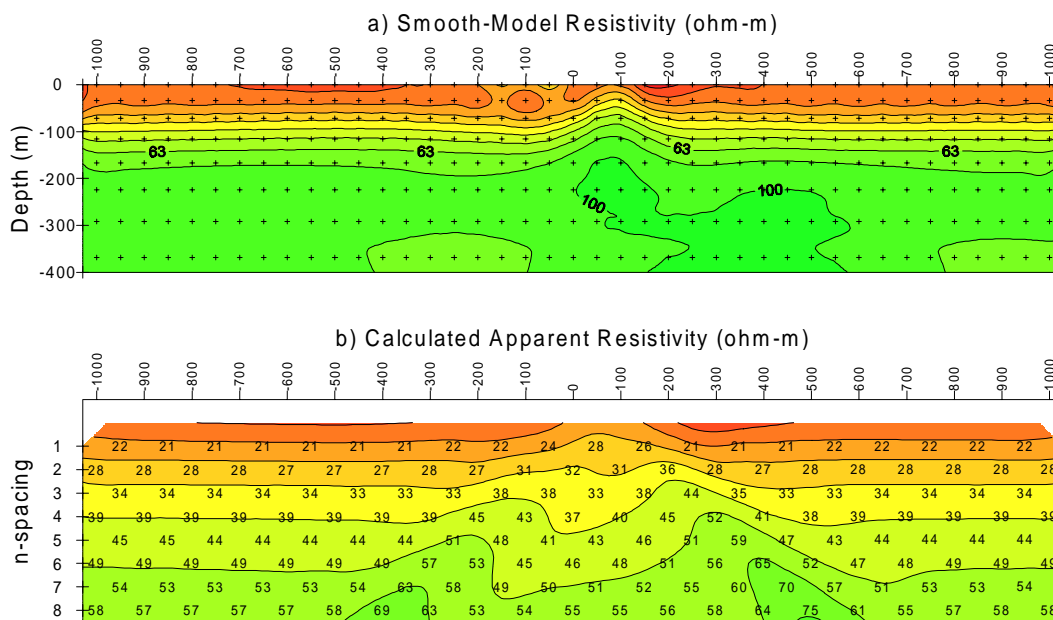 a) Smooth-Model Resistivity (ohm-m)
-1000 -900 -800 -700 -600 -500 -400 -300 -200 -100 0 100 200 300 400 500 600 700 800 900 1000
Depth (m)
0
-100
-200
-300
-400
63 63 63 63
100 100
b) Calculated Apparent Resistivity (ohm-m)
-1000 -900 -800 -700 -600 -500 -400 -300 -200 -100 0 100 200 300 400 500 600 700 800 900 1000
n-spacing
1 22 21 21 21 21 21 21 22 22 24 28 26 21 21 21 22 22 22 22 22
2 28 28 28 28 27 27 27 28 27 31 32 31 36 28 27 28 28 28 28 28 28
3 34 34 34 34 34 33 33 33 38 38 33 38 44 35 33 33 34 34 34 34
4 39 39 39 39 39 39 39 39 45 43 37 40 45 52 41 38 39 39 39 39 39
5 45 45 44 44 44 44 44 51 48 41 43 46 51 59 47 43 44 44 44 44
6 49 49 49 49 49 49 49 57 53 45 46 48 51 56 65 52 47 48 49 49 49
7 54 53 53 53 53 54 63 58 49 50 51 52 55 60 70 57 51 53 53 54
8 58 57 57 57 57 58 69 63 53 54 55 55 56 58 64 75 61 55 57 58 58